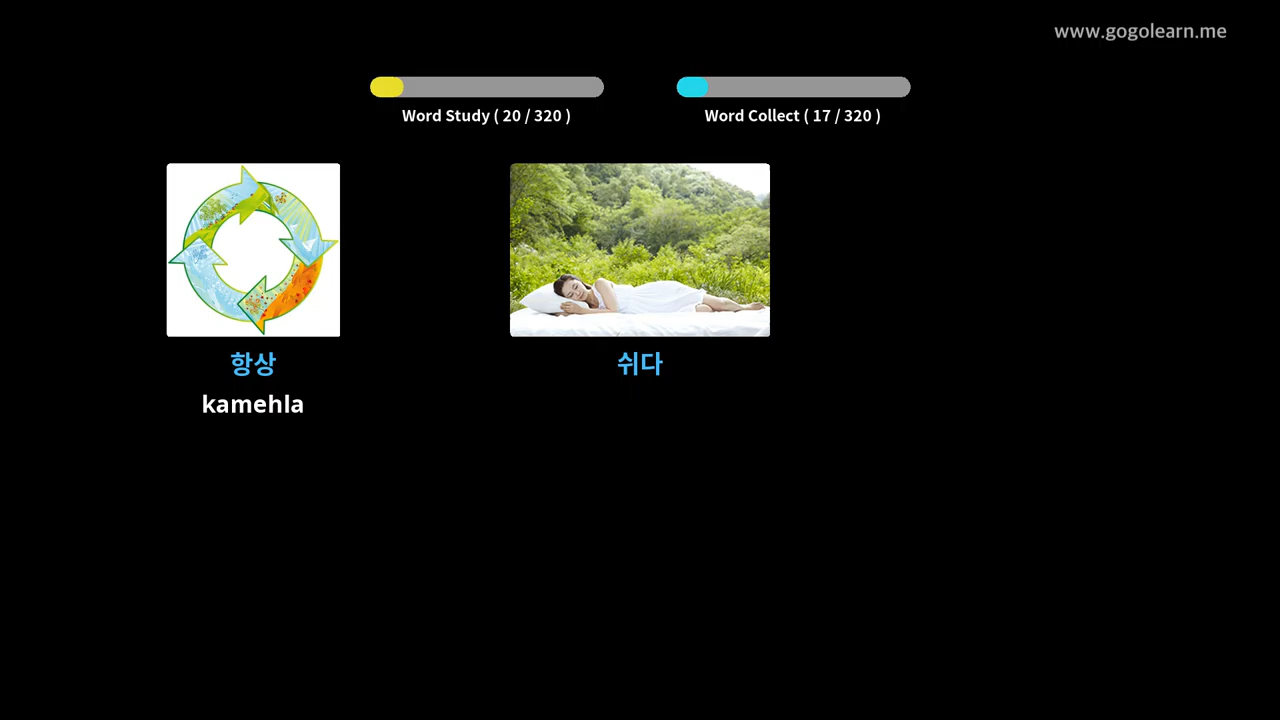 www.gogolearn.me
Word Study ( 20 / 320 )
Word Collect ( 17 / 320 )
항상
쉬다
kamehla